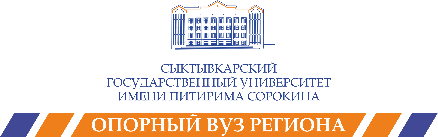 СЫКТЫВКАРСКИЙ
ГОСУДАРСТВЕННЫЙ УНИВЕРСИТЕТ
ИМЕНИ ПИТИРИМА СОРОКИНА
ОПОРНЫЙ ВУЗ РЕГИОНА